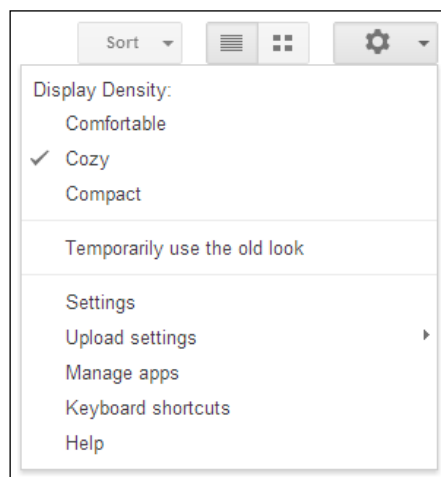 Sort
Display Density:
Comfortable
Cozy
Compact
Temporarily use the old look
Settings
Upload settings
Manage apps
Keyboard shortcuts
Help